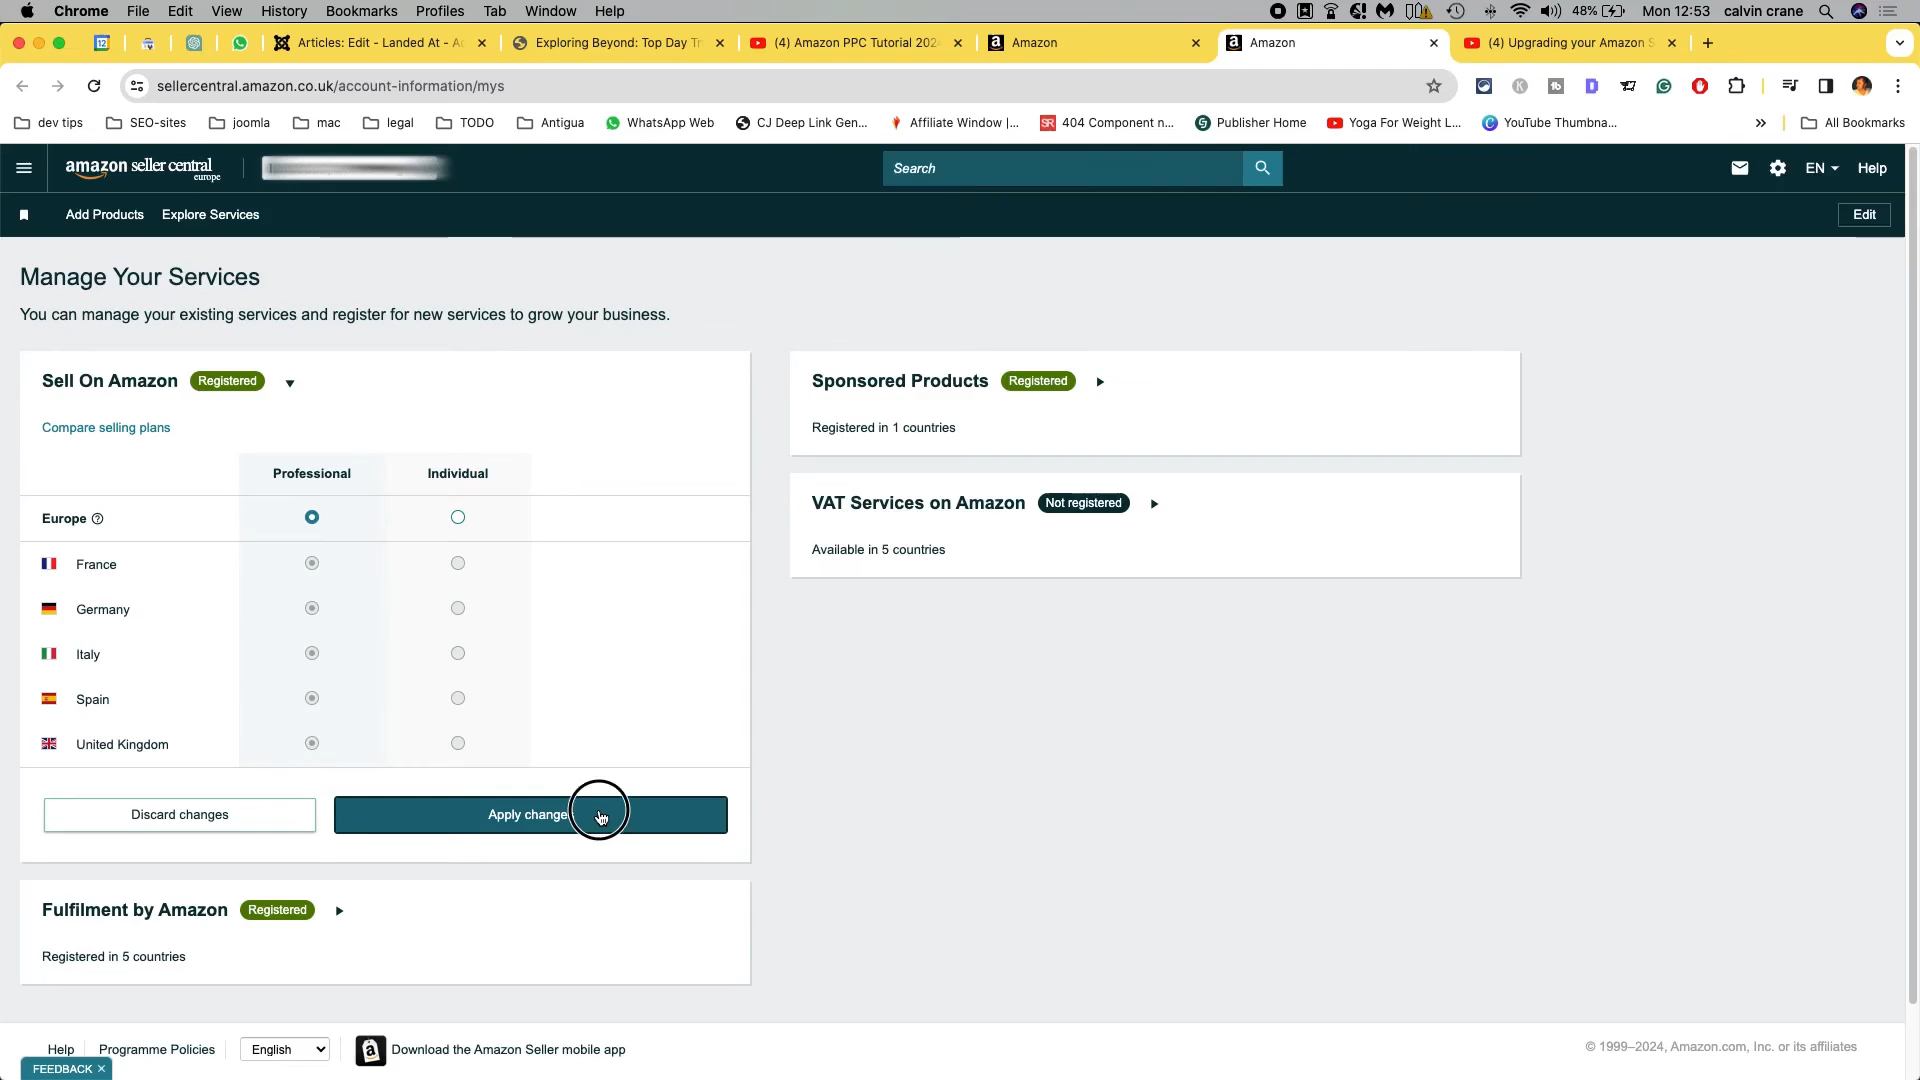 Chrome File Edit View History Bookmarks Profiles Tab Window Help 48% Mon 12:53 calvin crane
12 Articles: Edit - Landed At - A Exploring Beyond: Top Day T (4) Amazon PPC Tutorial 202 Amazon Amazon (4) Upgrading your Amazon S
sellercentral.amazon.co.uk/account-information/mys
dev tips SEO-sites joomla mac legal TODO Antigua WhatsApp Web CJ Deep Link Gen... Affiliate Window |... SR 404 Component n... Publisher Home Yoga For Weight L... YouTube Thumbna... » All Bookmarks
amazon seller central
europe
Search
EN Help
Add Products Explore Services Edit
Manage Your Services
You can manage your existing services and register for new services to grow your business.
Sell On Amazon Registered
Compare selling plans
Professional Individual
Europe
France
Germany
Italy
Spain
United Kingdom
Discard changes Apply change
Fulfilment by Amazon Registered
Registered in 5 countries
Sponsored Products Registered
Registered in 1 countries
VAT Services on Amazon Not registered
Available in 5 countries
Help Programme Policies English Download the Amazon Seller mobile app © 1999–2024, Amazon.com, Inc. or its affiliates
FEEDBACK ×